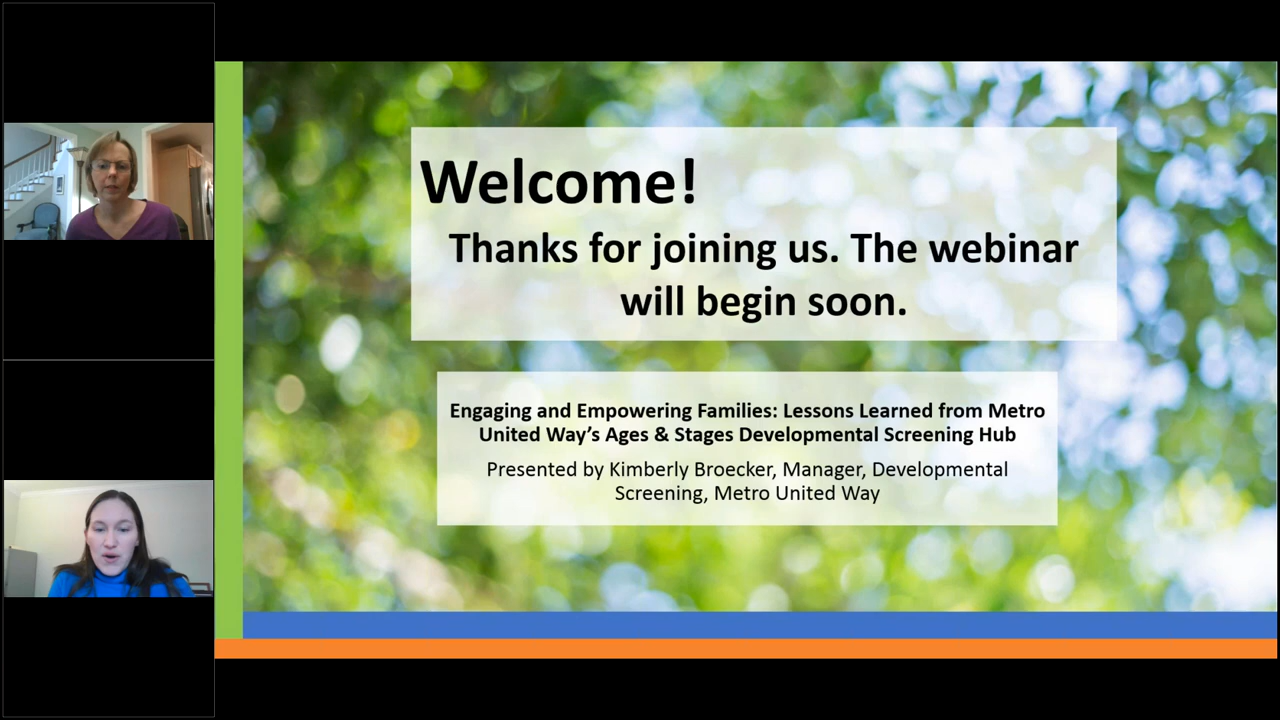 Welcome!
Thanks for joining us. The webinar
will begin soon.
Engaging and Empowering Families: Lessons Learned from Metro
United Way’s Ages & Stages Developmental Screening Hub
Presented by Kimberly Broecker, Manager, Developmental
Screening, Metro United Way